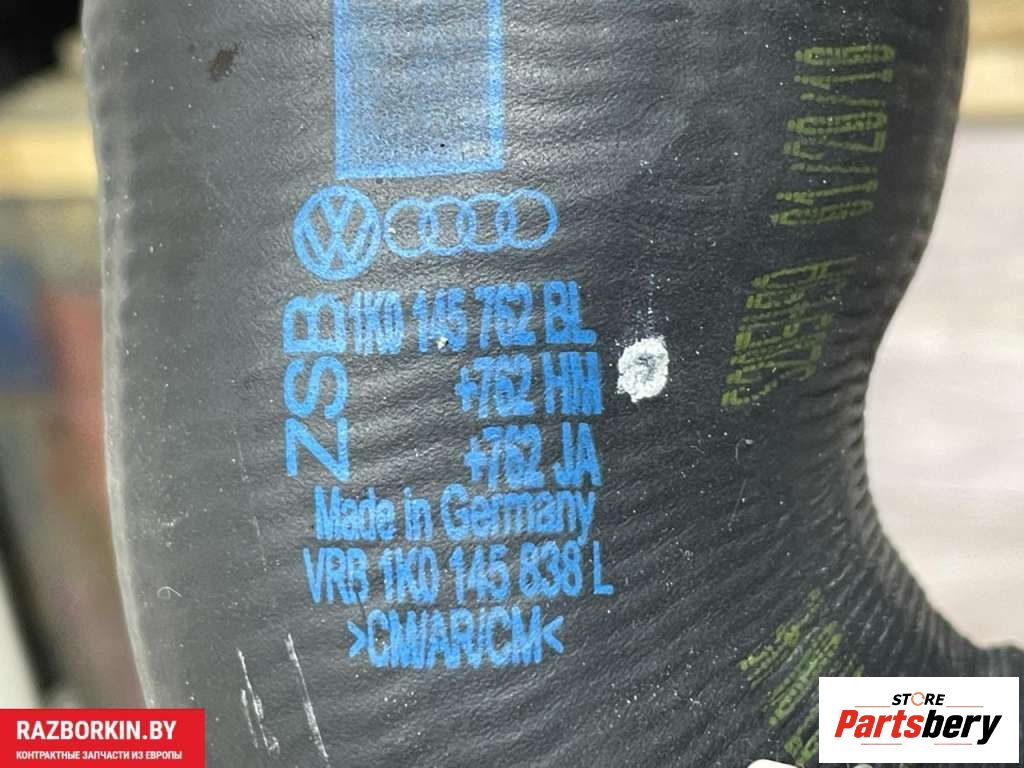 ZSB
1K0 145 762 BL
+762 HM
+762 JA
Made in Germany
VRB 1K0 145 838 L
>CM/AR/CM<
RAZBORKIN.BY
КОНТРАКТНЫЕ ЗАПЧАСТИ ИЗ ЕВРОПЫ
STORE
Partsbery